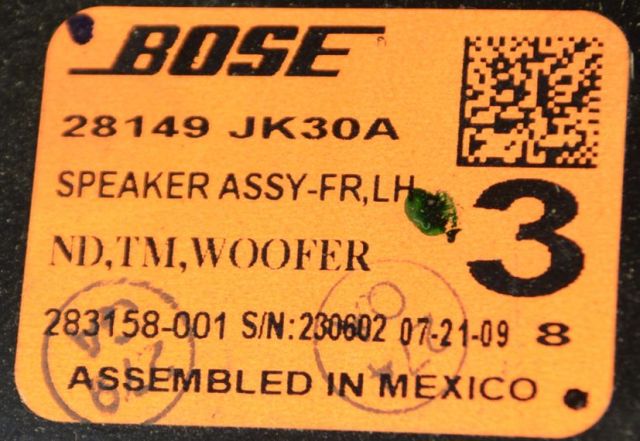 BOSE
28149 JK30A
SPEAKER ASSY-FR,LH
3
ND,TM,WOOFER
283158-001 S/N:230602 07-21-09 8
ASSEMBLED IN MEXICO